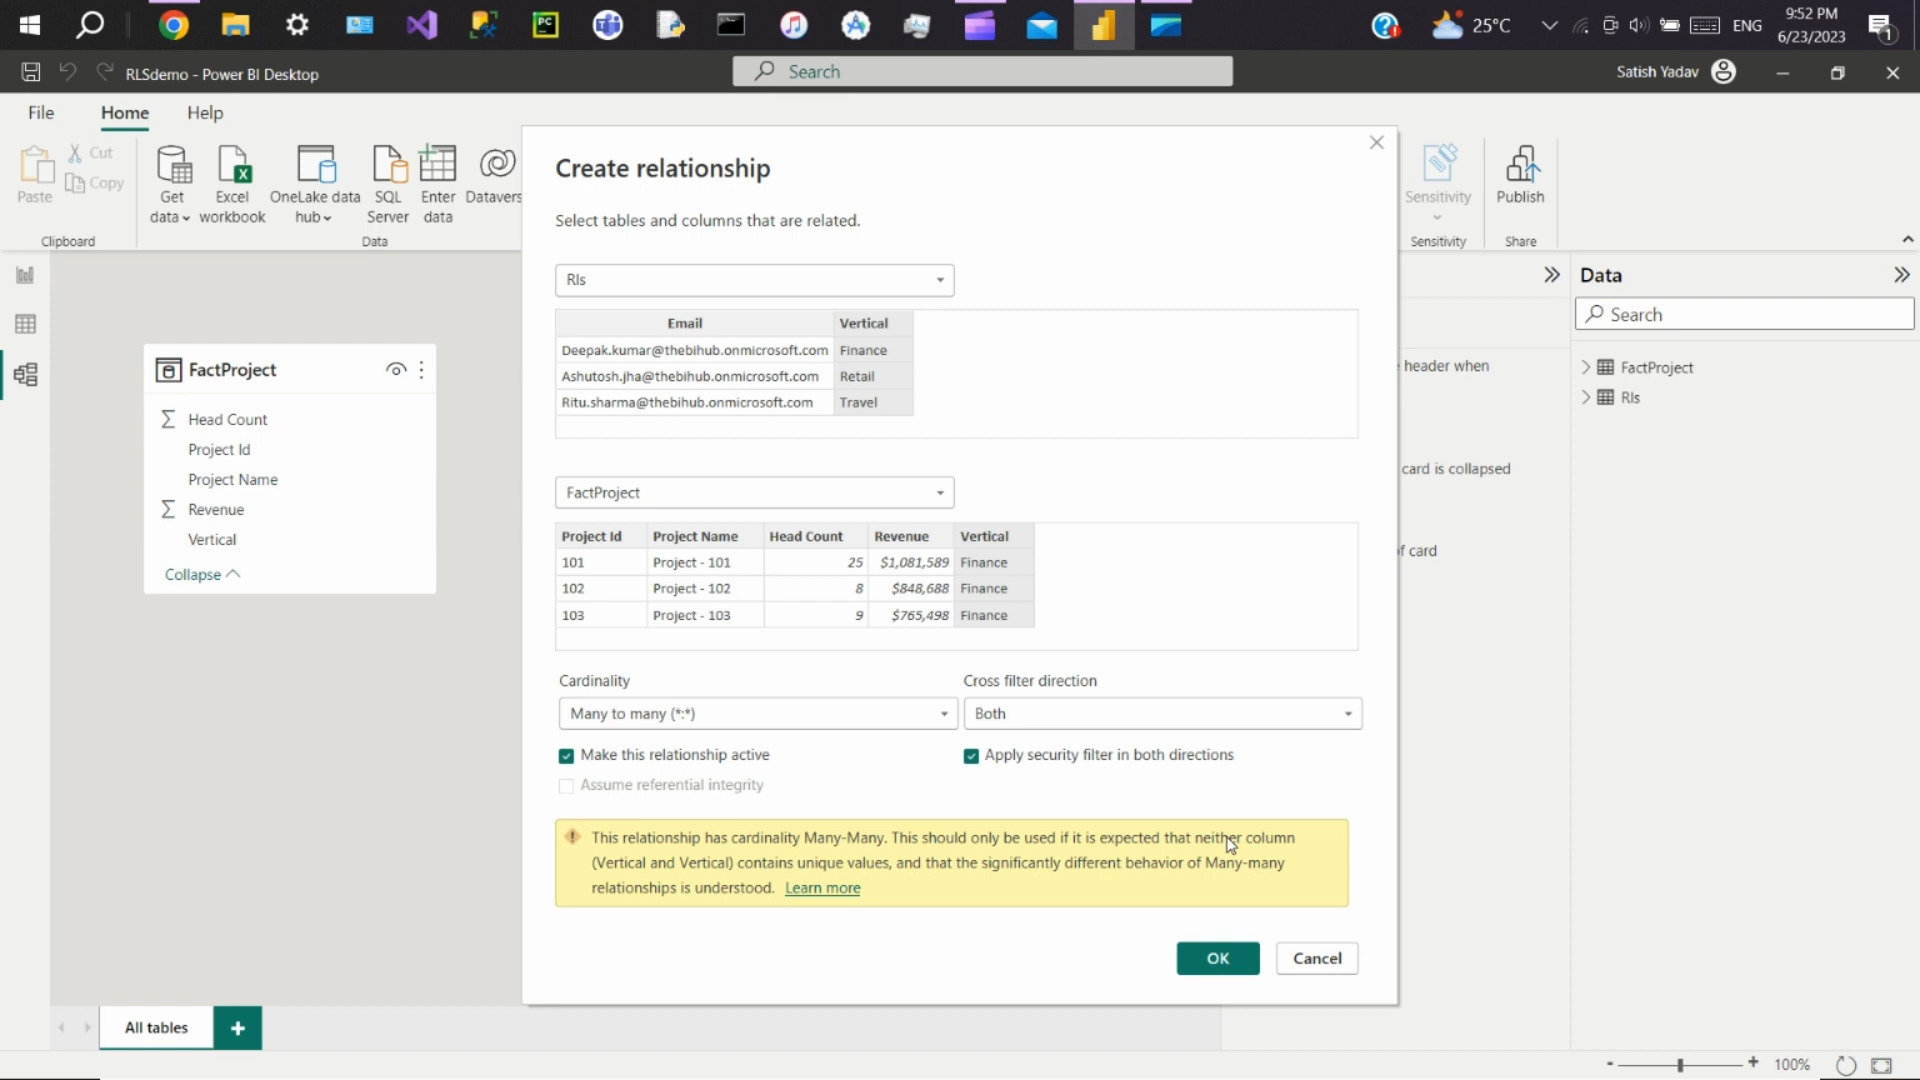 25°C
ENG
9:52 PM
6/23/2023
1
PC
RLSdemo - Power BI Desktop
Search
Satish Yadav
File
Home
Help
Paste
Cut
Copy
Clipboard
Get
data
Excel
workbook
OneLake data
hub
SQL
Server
Enter
data
Datavers
Data
Sensitivity
Sensitivity
Publish
Share
Create relationship
Select tables and columns that are related.
Rls
Email Vertical
Deepak.kumar@thebihub.onmicrosoft.com Finance
Ashutosh.jha@thebihub.onmicrosoft.com Retail
Ritu.sharma@thebihub.onmicrosoft.com Travel
FactProject
Project Id Project Name Head Count Revenue Vertical
101 Project - 101 25 $1,081,589 Finance
102 Project - 102 8 $848,688 Finance
103 Project - 103 9 $765,498 Finance
Cardinality
Many to many (*:*)
Cross filter direction
Both
Make this relationship active
Apply security filter in both directions
Assume referential integrity
This relationship has cardinality Many-Many. This should only be used if it is expected that neither column
(Vertical and Vertical) contains unique values, and that the significantly different behavior of Many-many
relationships is understood. Learn more
OK
Cancel
FactProject
Σ Head Count
Project Id
Project Name
Σ Revenue
Vertical
Collapse
header when
card is collapsed
of card
Data
Search
FactProject
Rls
All tables
+
- + 100%